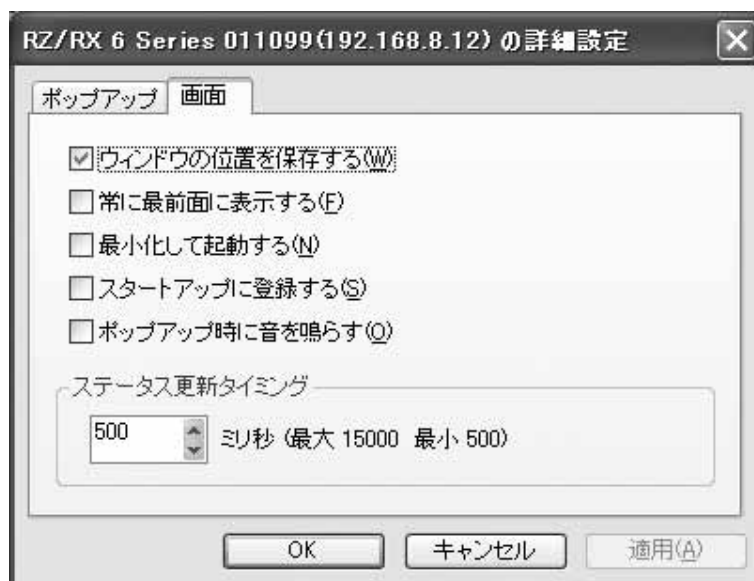 RZ/RX 6 Series 011099(192.168.8.12) の詳細設定
ポップアップ 画面
ウィンドウの位置を保存する(W)
常に最前面に表示する(F)
最小化して起動する(N)
スタートアップに登録する(S)
ポップアップ時に音を鳴らす(O)
ステータス更新タイミング
500 ミリ秒 (最大 15000 最小 500)
OK キャンセル 適用(A)